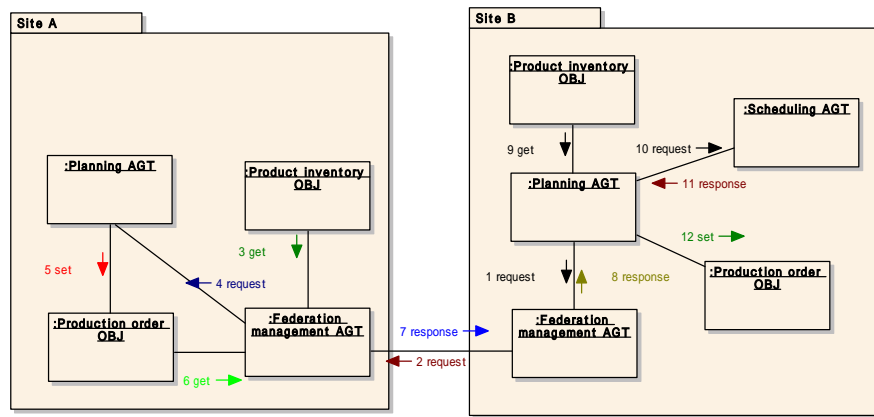 Site A
:Planning AGT
:Product inventory
OBJ
3 get
5 set
4 request
:Production order
OBJ
:Federation
management AGT
6 get
7 response
2 request
Site B
:Product inventory
OBJ
:Scheduling AGT
9 get
10 request
:Planning AGT
11 response
12 set
1 request
8 response
:Production order
OBJ
:Federation
management AGT